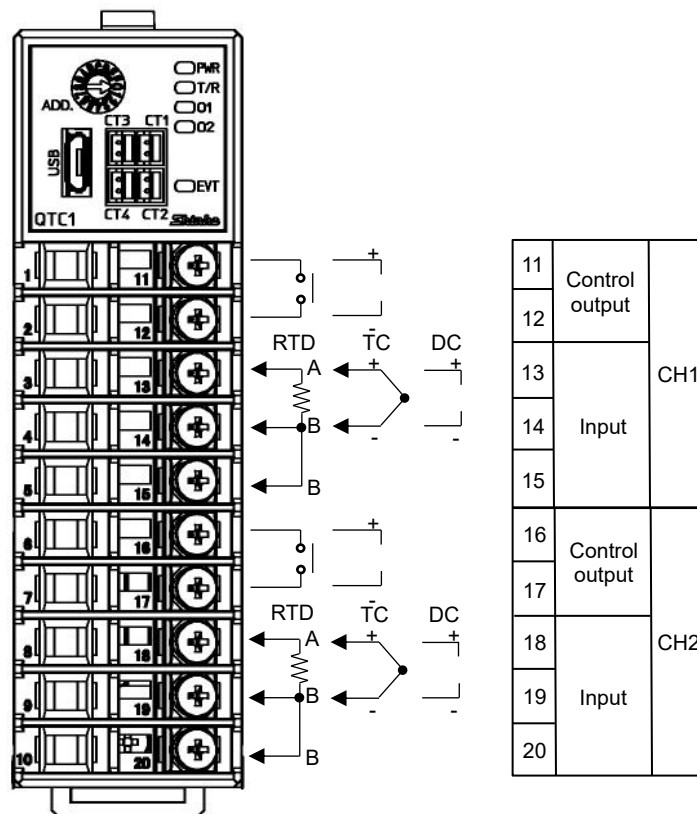 PWR
T/R
O1
O2
ADD.
CT3 CT1
USB
EVT
CT4 CT2
QTC1
Shinko
1 11
2 12
3 13
4 14
5 15
6 16
7 17
8 18
9 19
10 20
+
-
RTD TC DC
A + +
B - -
B
+
-
RTD TC DC
A + +
B - -
B
11 Control output CH1
12
13 Input
14
15
16 Control output CH2
17
18 Input
19
20